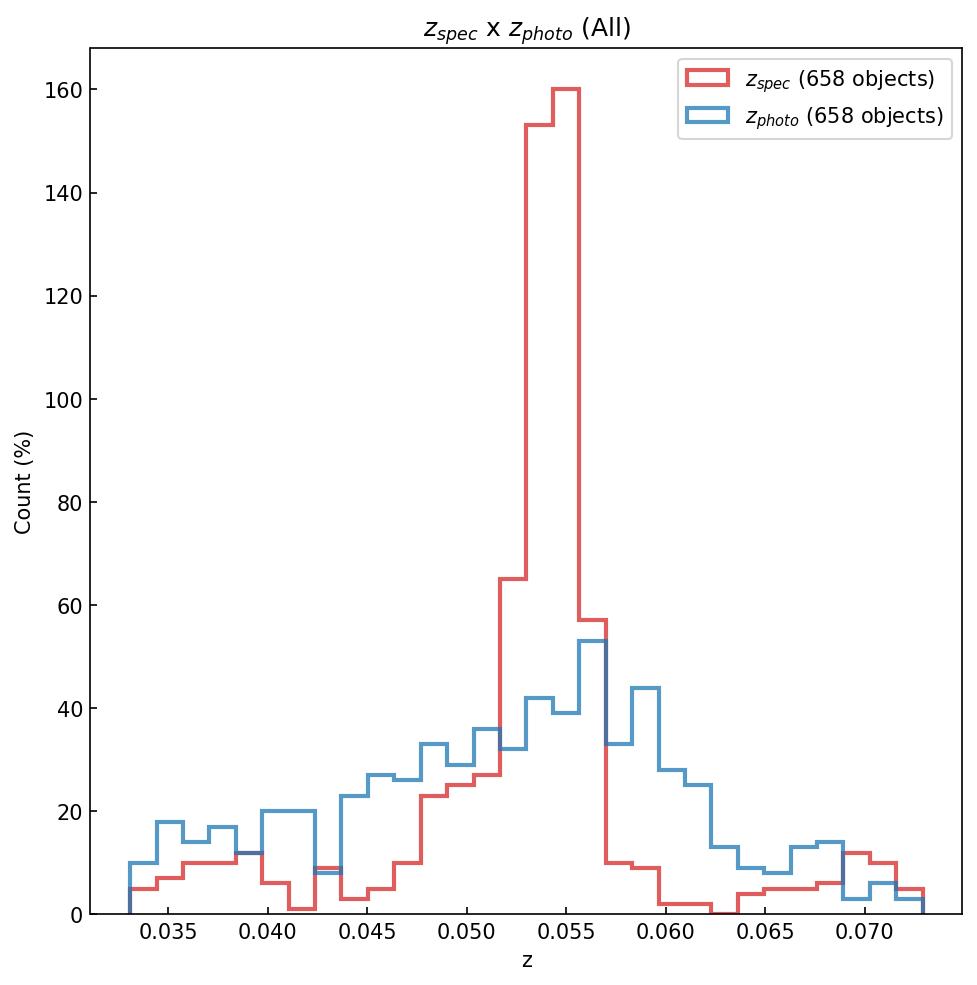 z_spec x z_photo (All)
z_spec (658 objects)
z_photo (658 objects)
Count (%)
160
140
120
100
80
60
40
20
0
0.035 0.040 0.045 0.050 0.055 0.060 0.065 0.070
z